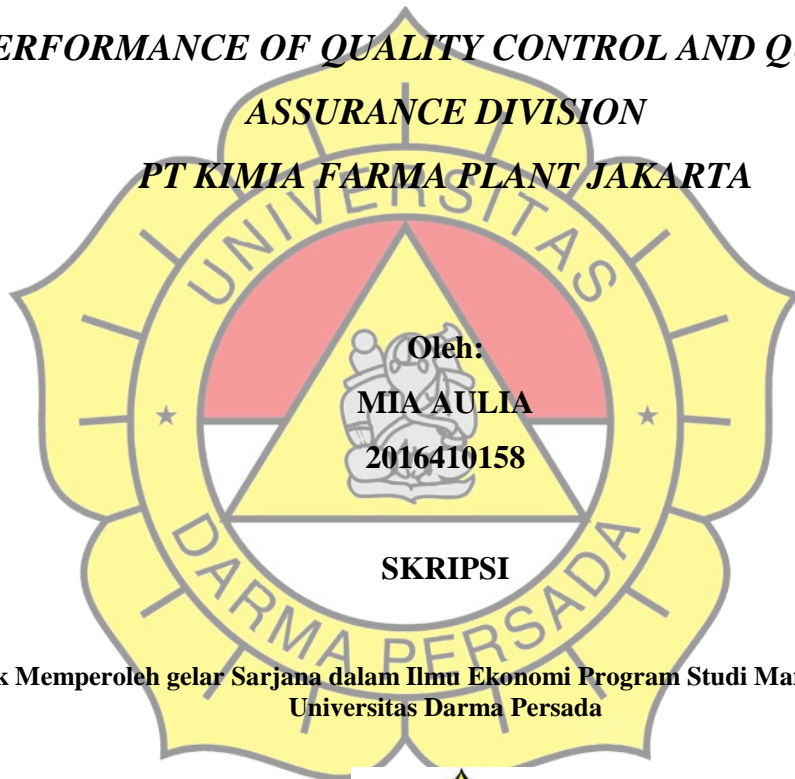 ERFORMANCE OF QUALITY CONTROL AND
ASSURANCE DIVISION
PT KIMIA FARMA PLANT JAKARTA
UNIVERSITAS
Oleh:
MIA AULIA
2016410158
SKRIPSI
DARMA PERSADA
k Memperoleh gelar Sarjana dalam Ilmu Ekonomi Program Studi
Universitas Darma Persada